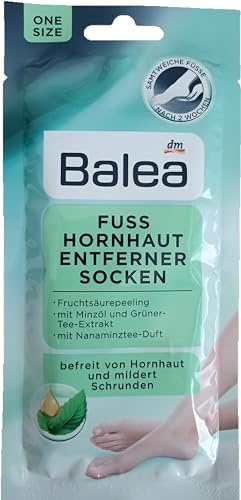 ONE
SIZE
SAMTWEICHE FÜSSE
NACH 2 WOCHEN
dm
Balea
FUSS
HORNHAUT
ENTFERNER
SOCKEN
· Fruchtsäurepeeling
· mit Minzöl und Grüner-
Tee-Extrakt
· mit Nanaminztee-Duft
befreit von Hornhaut
und mildert
Schrunden